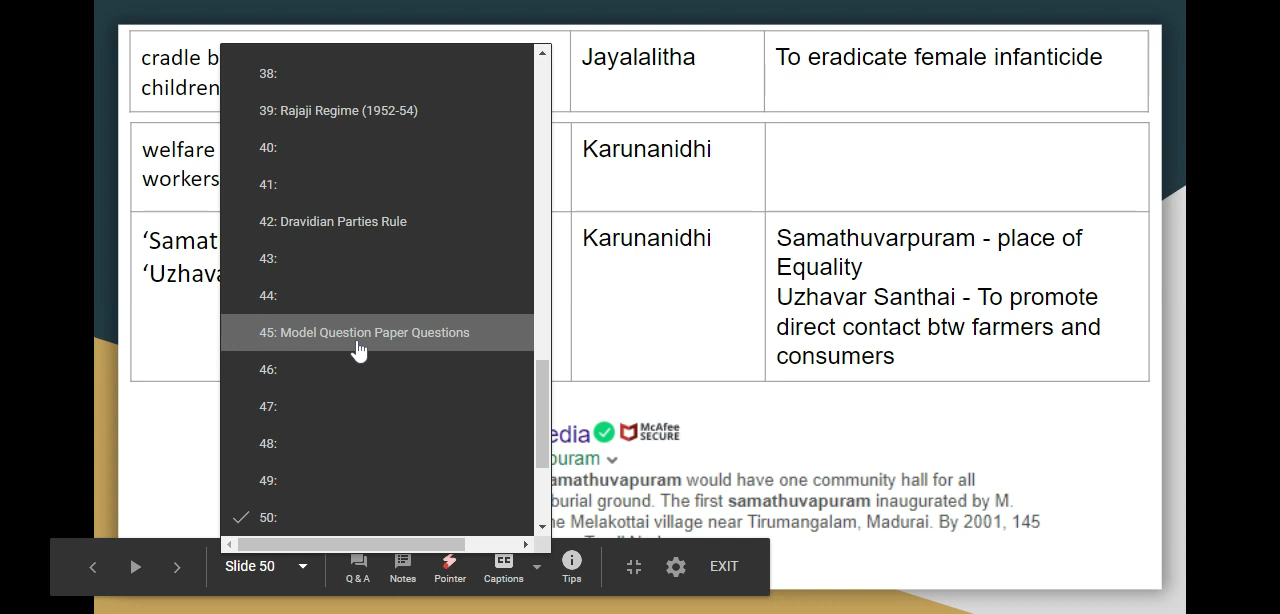 cradle b
children
Jayalalitha
To eradicate female infanticide
welfare
workers
Karunanidhi
‘Samat
‘Uzhava
Karunanidhi
Samathuvarpuram - place of
Equality
Uzhavar Santhai - To promote
direct contact btw farmers and
consumers
38:
39: Rajaji Regime (1952-54)
40:
41:
42: Dravidian Parties Rule
43:
44:
45: Model Question Paper Questions
46:
47:
48:
49:
50:
edia McAfee
SECURE
puram
amathuvapuram would have one community hall for all
burial ground. The first samathuvapuram inaugurated by M.
he Melakottai village near Tirumangalam, Madurai. By 2001, 145
Slide 50
Q & A
Notes
Pointer
Captions
Tips
EXIT